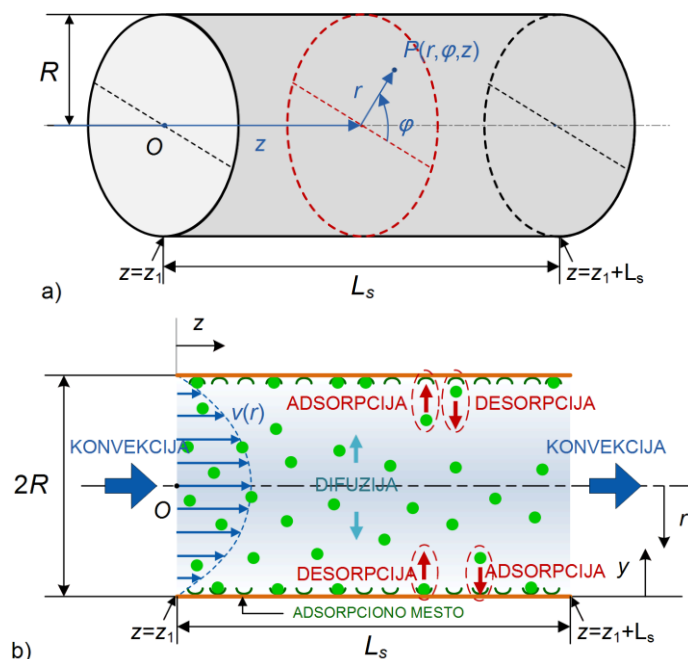 R
P(r,φ,z)
r
φ
z
O
z=z₁
Lₛ
z=z₁+Lₛ
a)
z
ADSORPCIJA
DESORPCIJA
v(r)
KONVEKCIJA
KONVEKCIJA
2R
DIFUZIJA
O
r
DESORPCIJA
ADSORPCIJA
y
ADSORPCIONO MESTO
z=z₁
Lₛ
z=z₁+Lₛ
b)